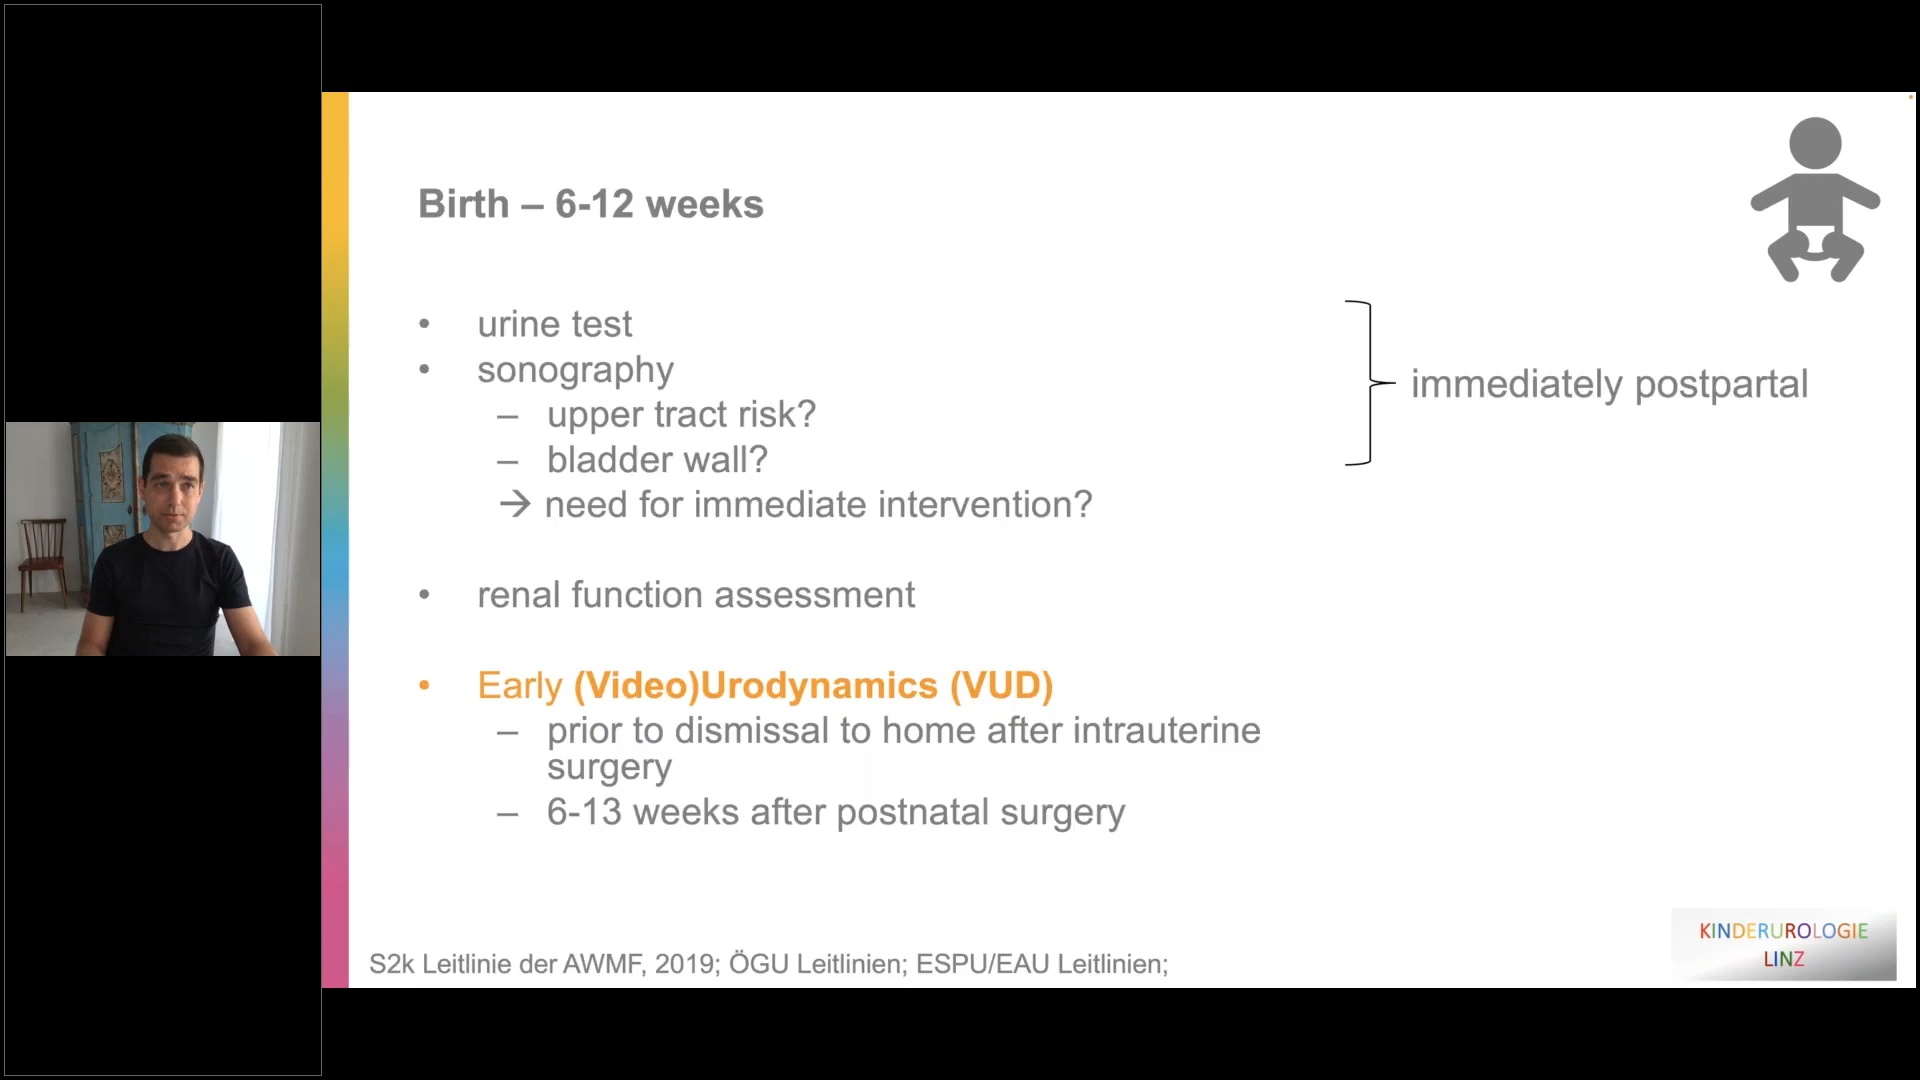 Birth – 6-12 weeks
• urine test
• sonography
– upper tract risk?
– bladder wall?
→ need for immediate intervention?
immediately postpartal
• renal function assessment
• Early (Video)Urodynamics (VUD)
– prior to dismissal to home after intrauterine
surgery
– 6-13 weeks after postnatal surgery
S2k Leitlinie der AWMF, 2019; ÖGU Leitlinien; ESPU/EAU Leitlinien;
KINDERUROLOGIE
LINZ